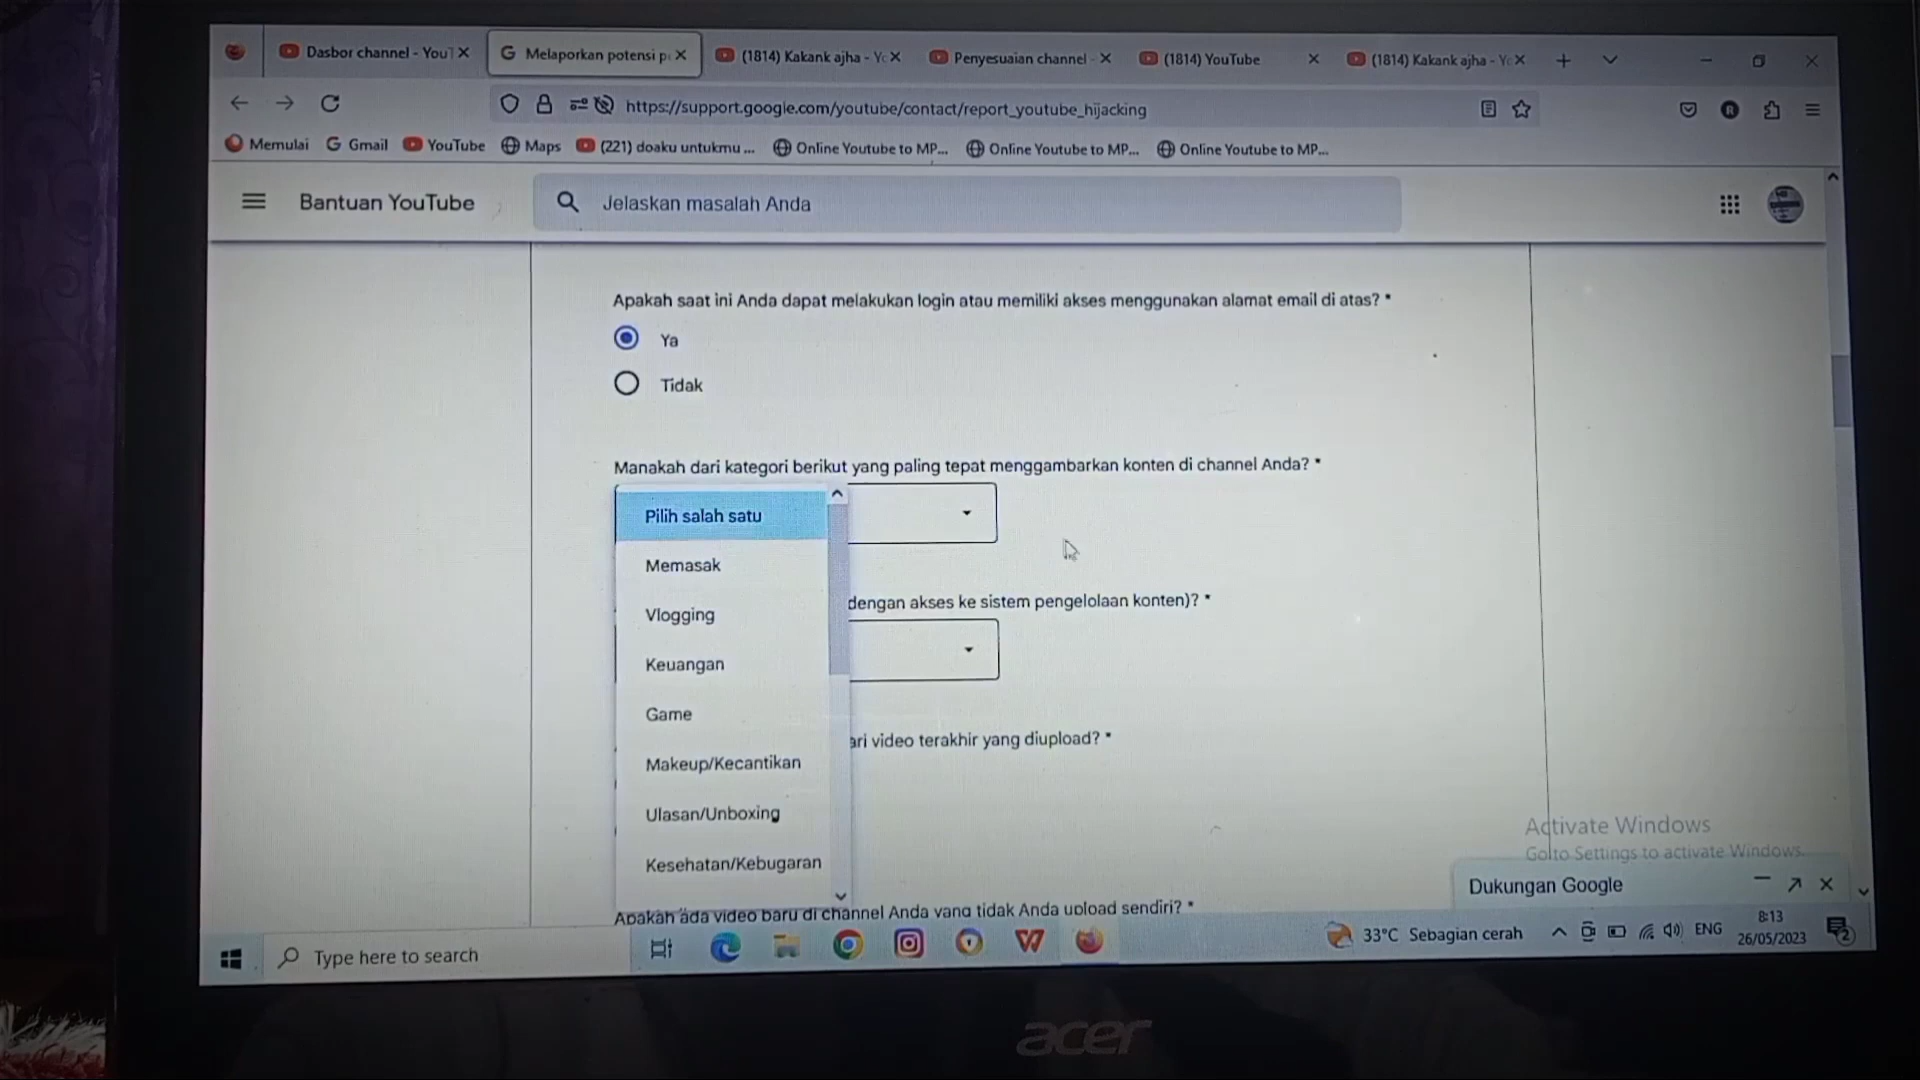 Dasbor channel - YouT
Melaporkan potensi p
(1814) Kakank ajha - Yo
Penyesuaian channel -
(1814) YouTube
(1814) Kakank ajha - Yo
https://support.google.com/youtube/contact/report_youtube_hijacking
Memulai
Gmail
YouTube
Maps
(221) doaku untukmu ...
Online Youtube to MP...
Online Youtube to MP...
Online Youtube to MP...
Bantuan YouTube
Jelaskan masalah Anda
Apakah saat ini Anda dapat melakukan login atau memiliki akses menggunakan alamat email di atas? *
Ya
Tidak
Manakah dari kategori berikut yang paling tepat menggambarkan konten di channel Anda? *
Pilih salah satu
Memasak
Vlogging
dengan akses ke sistem pengelolaan konten)? *
Keuangan
Game
ari video terakhir yang diupload? *
Makeup/Kecantikan
Ulasan/Unboxing
Kesehatan/Kebugaran
Apakah ada video baru di channel Anda yang tidak Anda upload sendiri? *
Activate Windows
Go to Settings to activate Windows.
Dukungan Google
Type here to search
33°C Sebagian cerah
ENG
8:13
26/05/2023
2
acer